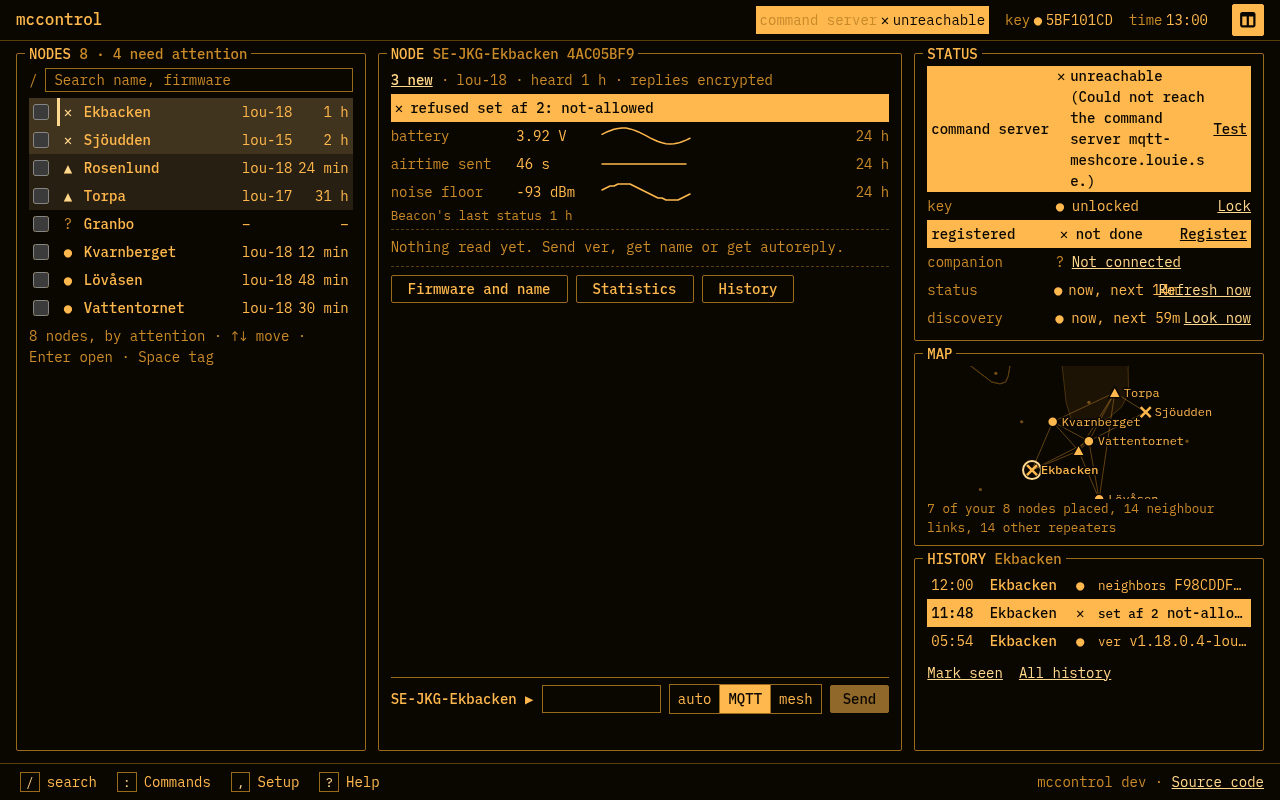 mccontrol
command server × unreachable
key ● 5BF101CD
time 13:00
NODES 8 · 4 need attention
/ Search name, firmware
× Ekbacken lou-18 1 h
× Sjöudden lou-15 2 h
▲ Rosenlund lou-18 24 min
▲ Torpa lou-17 31 h
? Granbo – –
● Kvarnberget lou-18 12 min
● Lövåsen lou-18 48 min
● Vattentornet lou-18 30 min
8 nodes, by attention · ↑↓ move ·
Enter open · Space tag
NODE SE-JKG-Ekbacken 4AC05BF9
3 new · lou-18 · heard 1 h · replies encrypted
× refused set af 2: not-allowed
battery 3.92 V 24 h
airtime sent 46 s 24 h
noise floor -93 dBm 24 h
Beacon's last status 1 h
Nothing read yet. Send ver, get name or get autoreply.
Firmware and name
Statistics
History
SE-JKG-Ekbacken ▶
auto MQTT mesh
Send
STATUS
command server × unreachable
(Could not reach
the command
server mqtt-
meshcore.louie.s
e.)
Test
key ● unlocked Lock
registered × not done Register
companion ? Not connected
status ● now, next Refresh now
discovery ● now, next 59m Look now
MAP
Torpa
Sjöudden
Kvarnberget
Vattentornet
Ekbacken
Lövåsen
7 of your 8 nodes placed, 14 neighbour
links, 14 other repeaters
HISTORY Ekbacken
12:00 Ekbacken ● neighbors F98CDDF…
11:48 Ekbacken × set af 2 not-allo…
05:54 Ekbacken ● ver v1.18.0.4-lou…
Mark seen All history
/ search
: Commands
, Setup
? Help
mccontrol dev · Source code